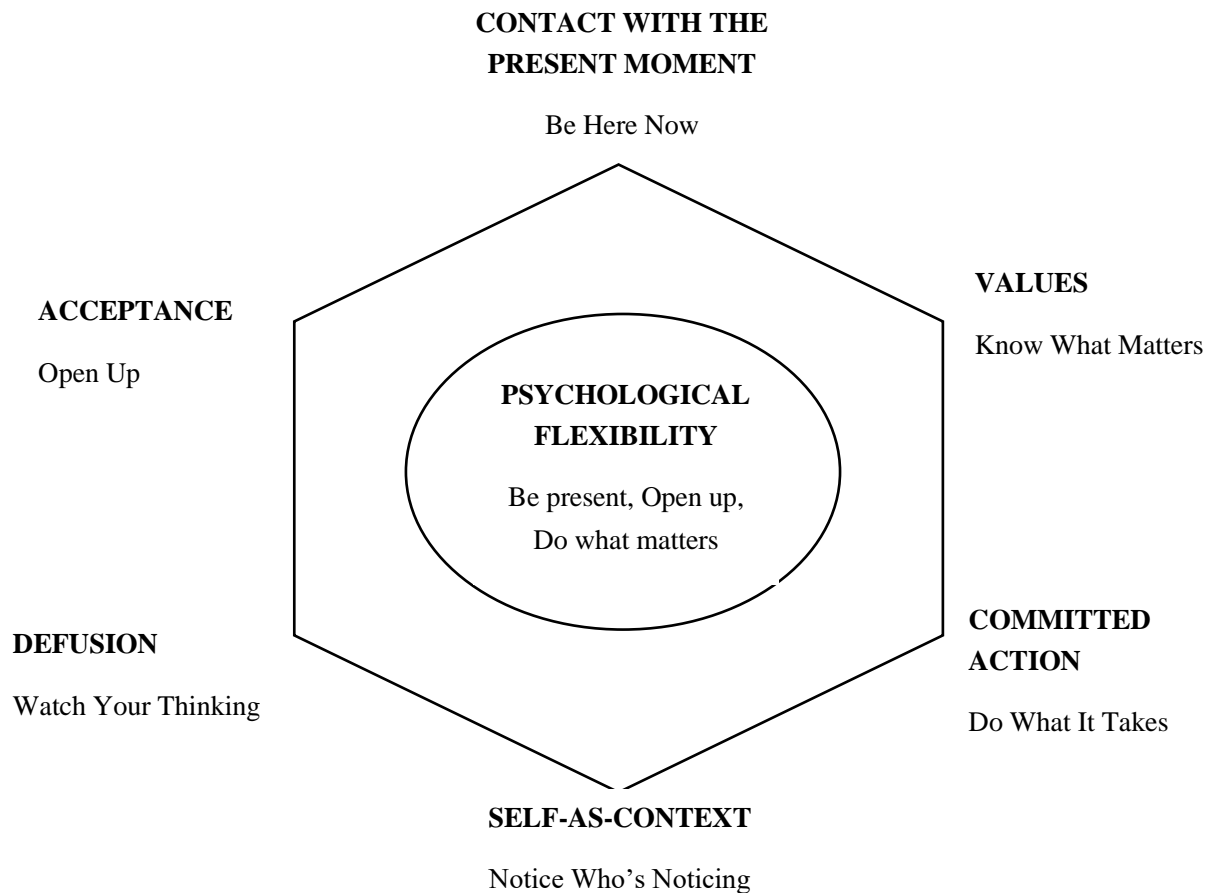 CONTACT WITH THE
PRESENT MOMENT
Be Here Now
ACCEPTANCE
Open Up
VALUES
Know What Matters
PSYCHOLOGICAL
FLEXIBILITY
Be present, Open up,
Do what matters
DEFUSION
Watch Your Thinking
COMMITTED
ACTION
Do What It Takes
SELF-AS-CONTEXT
Notice Who’s Noticing